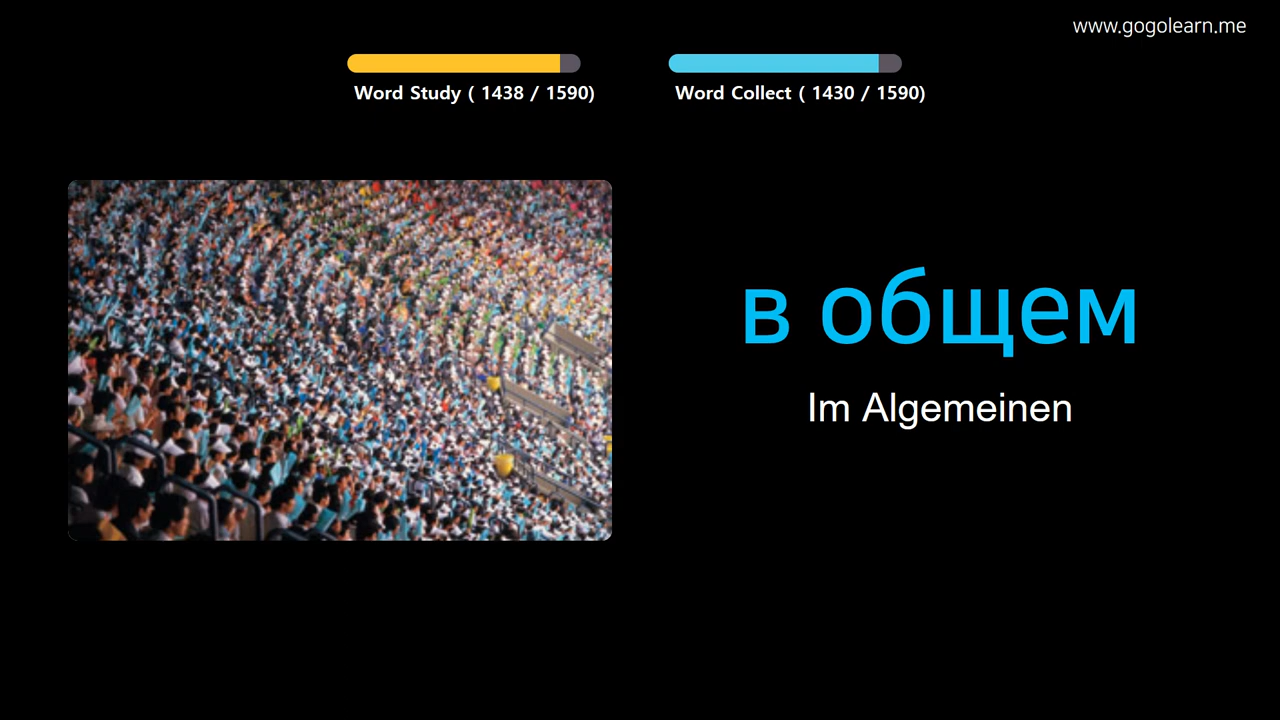 www.gogolearn.me
Word Study ( 1438 / 1590)
Word Collect ( 1430 / 1590)
в общем
Im Algemeinen